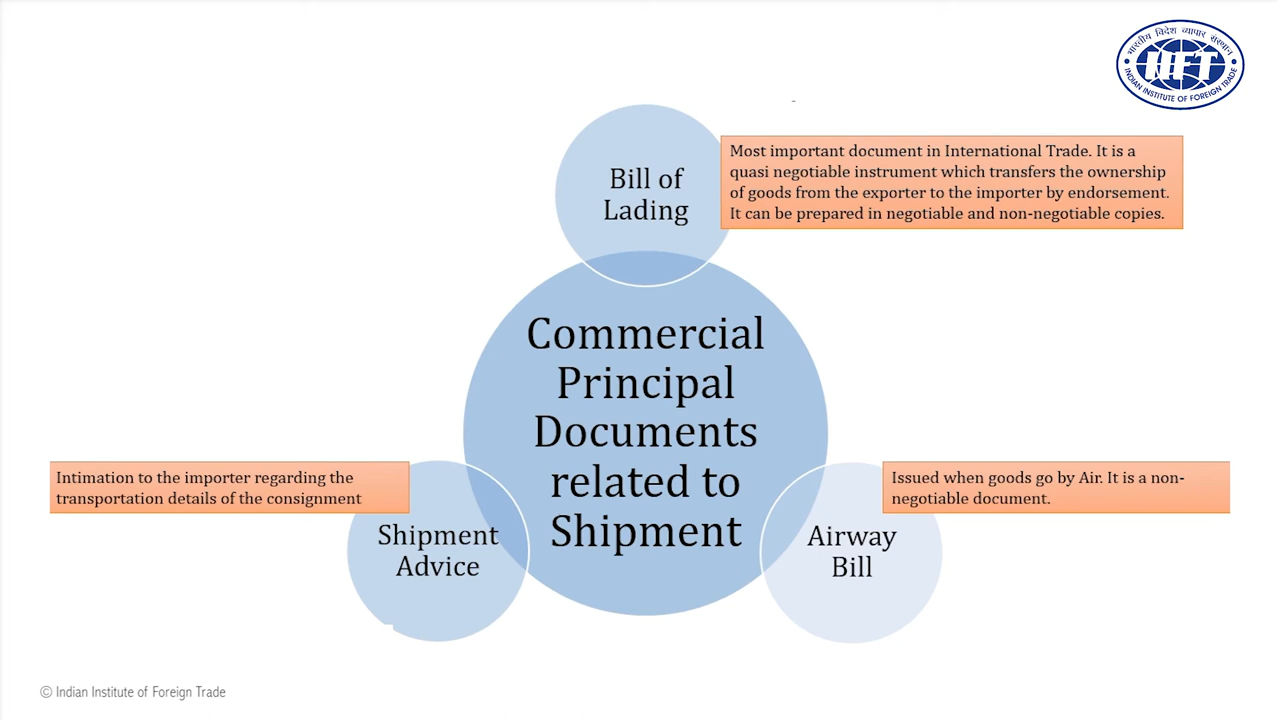 भारतीय विदेश व्यापार संस्थान
IIFT
INDIAN INSTITUTE OF FOREIGN TRADE
Bill of
Lading
Most important document in International Trade. It is a
quasi negotiable instrument which transfers the ownership
of goods from the exporter to the importer by endorsement.
It can be prepared in negotiable and non-negotiable copies.
Commercial
Principal
Documents
related to
Shipment
Intimation to the importer regarding the
transportation details of the consignment
Shipment
Advice
Issued when goods go by Air. It is a non-
negotiable document.
Airway
Bill
© Indian Institute of Foreign Trade